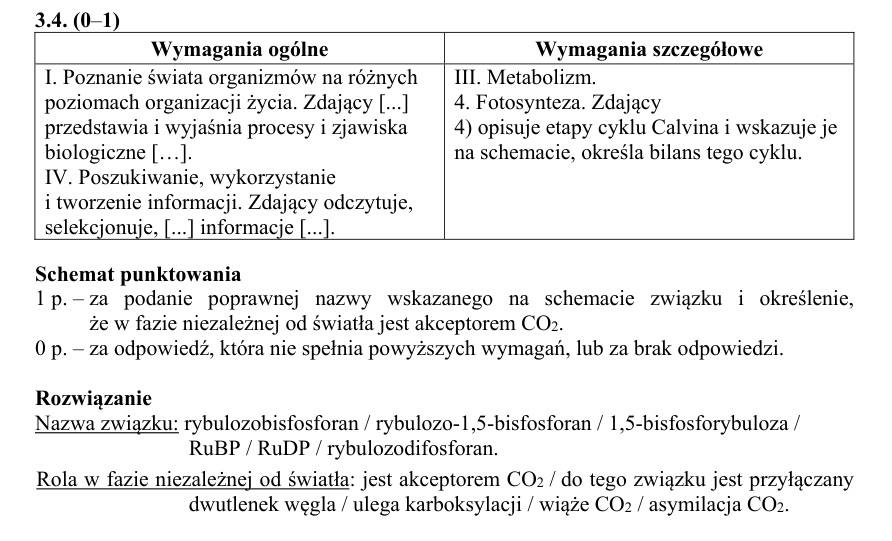 3.4. (0–1)
Wymagania ogólne
Wymagania szczegółowe
I. Poznanie świata organizmów na różnych
poziomach organizacji życia. Zdający [...]
przedstawia i wyjaśnia procesy i zjawiska
biologiczne […].
IV. Poszukiwanie, wykorzystanie
i tworzenie informacji. Zdający odczytuje,
selekcjonuje, [...] informacje [...].
III. Metabolizm.
4. Fotosynteza. Zdający
4) opisuje etapy cyklu Calvina i wskazuje je
na schemacie, określa bilans tego cyklu.
Schemat punktowania
1 p. – za podanie poprawnej nazwy wskazanego na schemacie związku i określenie,
że w fazie niezależnej od światła jest akceptorem CO₂.
0 p. – za odpowiedź, która nie spełnia powyższych wymagań, lub za brak odpowiedzi.
Rozwiązanie
Nazwa związku: rybulozobisfosforan / rybulozo-1,5-bisfosforan / 1,5-bisfosforybuloza /
RuBP / RuDP / rybulozodifosforan.
Rola w fazie niezależnej od światła: jest akceptorem CO₂ / do tego związku jest przyłączany
dwutlenek węgla / ulega karboksylacji / wiąże CO₂ / asymilacja CO₂.